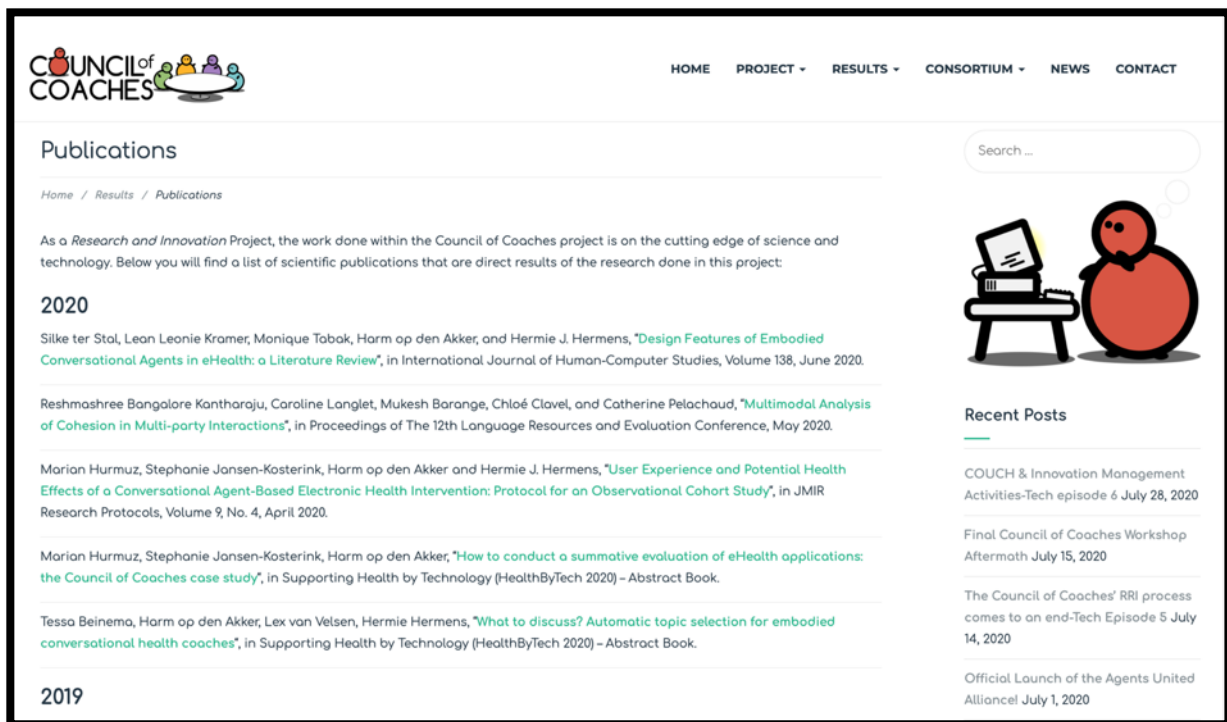 COUNCIL of
COACHES
HOME PROJECT RESULTS CONSORTIUM NEWS CONTACT
Publications
Home / Results / Publications
As a Research and Innovation Project, the work done within the Council of Coaches project is on the cutting edge of science and
technology. Below you will find a list of scientific publications that are direct results of the research done in this project:
2020
Silke ter Stal, Lean Leonie Kramer, Monique Tabak, Harm op den Akker, and Hermie J. Hermens, "Design Features of Embodied
Conversational Agents in eHealth: a Literature Review", in International Journal of Human-Computer Studies, Volume 138, June 2020.
Reshmashree Bangalore Kantharaju, Caroline Langlet, Mukesh Barange, Chloé Clavel, and Catherine Pelachaud, "Multimodal Analysis
of Cohesion in Multi-party Interactions", in Proceedings of The 12th Language Resources and Evaluation Conference, May 2020.
Marian Hurmuz, Stephanie Jansen-Kosterink, Harm op den Akker and Hermie J. Hermens, "User Experience and Potential Health
Effects of a Conversational Agent-Based Electronic Health Intervention: Protocol for an Observational Cohort Study", in JMIR
Research Protocols, Volume 9, No. 4, April 2020.
Marian Hurmuz, Stephanie Jansen-Kosterink, Harm op den Akker, "How to conduct a summative evaluation of eHealth applications:
the Council of Coaches case study", in Supporting Health by Technology (HealthByTech 2020) – Abstract Book.
Tessa Beinema, Harm op den Akker, Lex van Velsen, Hermie Hermens, "What to discuss? Automatic topic selection for embodied
conversational health coaches", in Supporting Health by Technology (HealthByTech 2020) – Abstract Book.
2019
Search ...
Recent Posts
COUCH & Innovation Management
Activities-Tech episode 6 July 28, 2020
Final Council of Coaches Workshop
Aftermath July 15, 2020
The Council of Coaches' RRI process
comes to an end-Tech Episode 5 July
14, 2020
Official Launch of the Agents United
Alliance! July 1, 2020